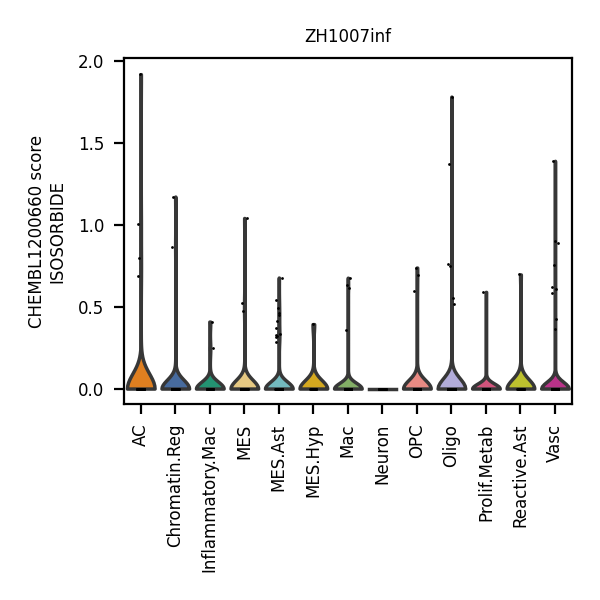 ZH1007inf
CHEMBL1200660 score
ISOSORBIDE
2.0
1.5
1.0
0.5
0.0
AC
Chromatin.Reg
Inflammatory.Mac
MES
MES.Ast
MES.Hyp
Mac
Neuron
OPC
Oligo
Prolif.Metab
Reactive.Ast
Vasc